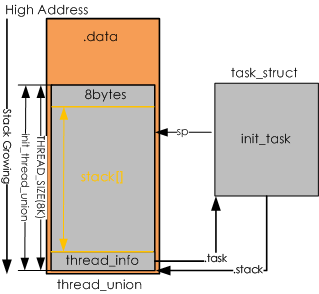 High Address
.data
8bytes
task_struct
Stack Growing
init_thread_union
THREAD_SIZE(8K)
sp
init_task
stack[]
thread_info
.task
.stack
thread_union